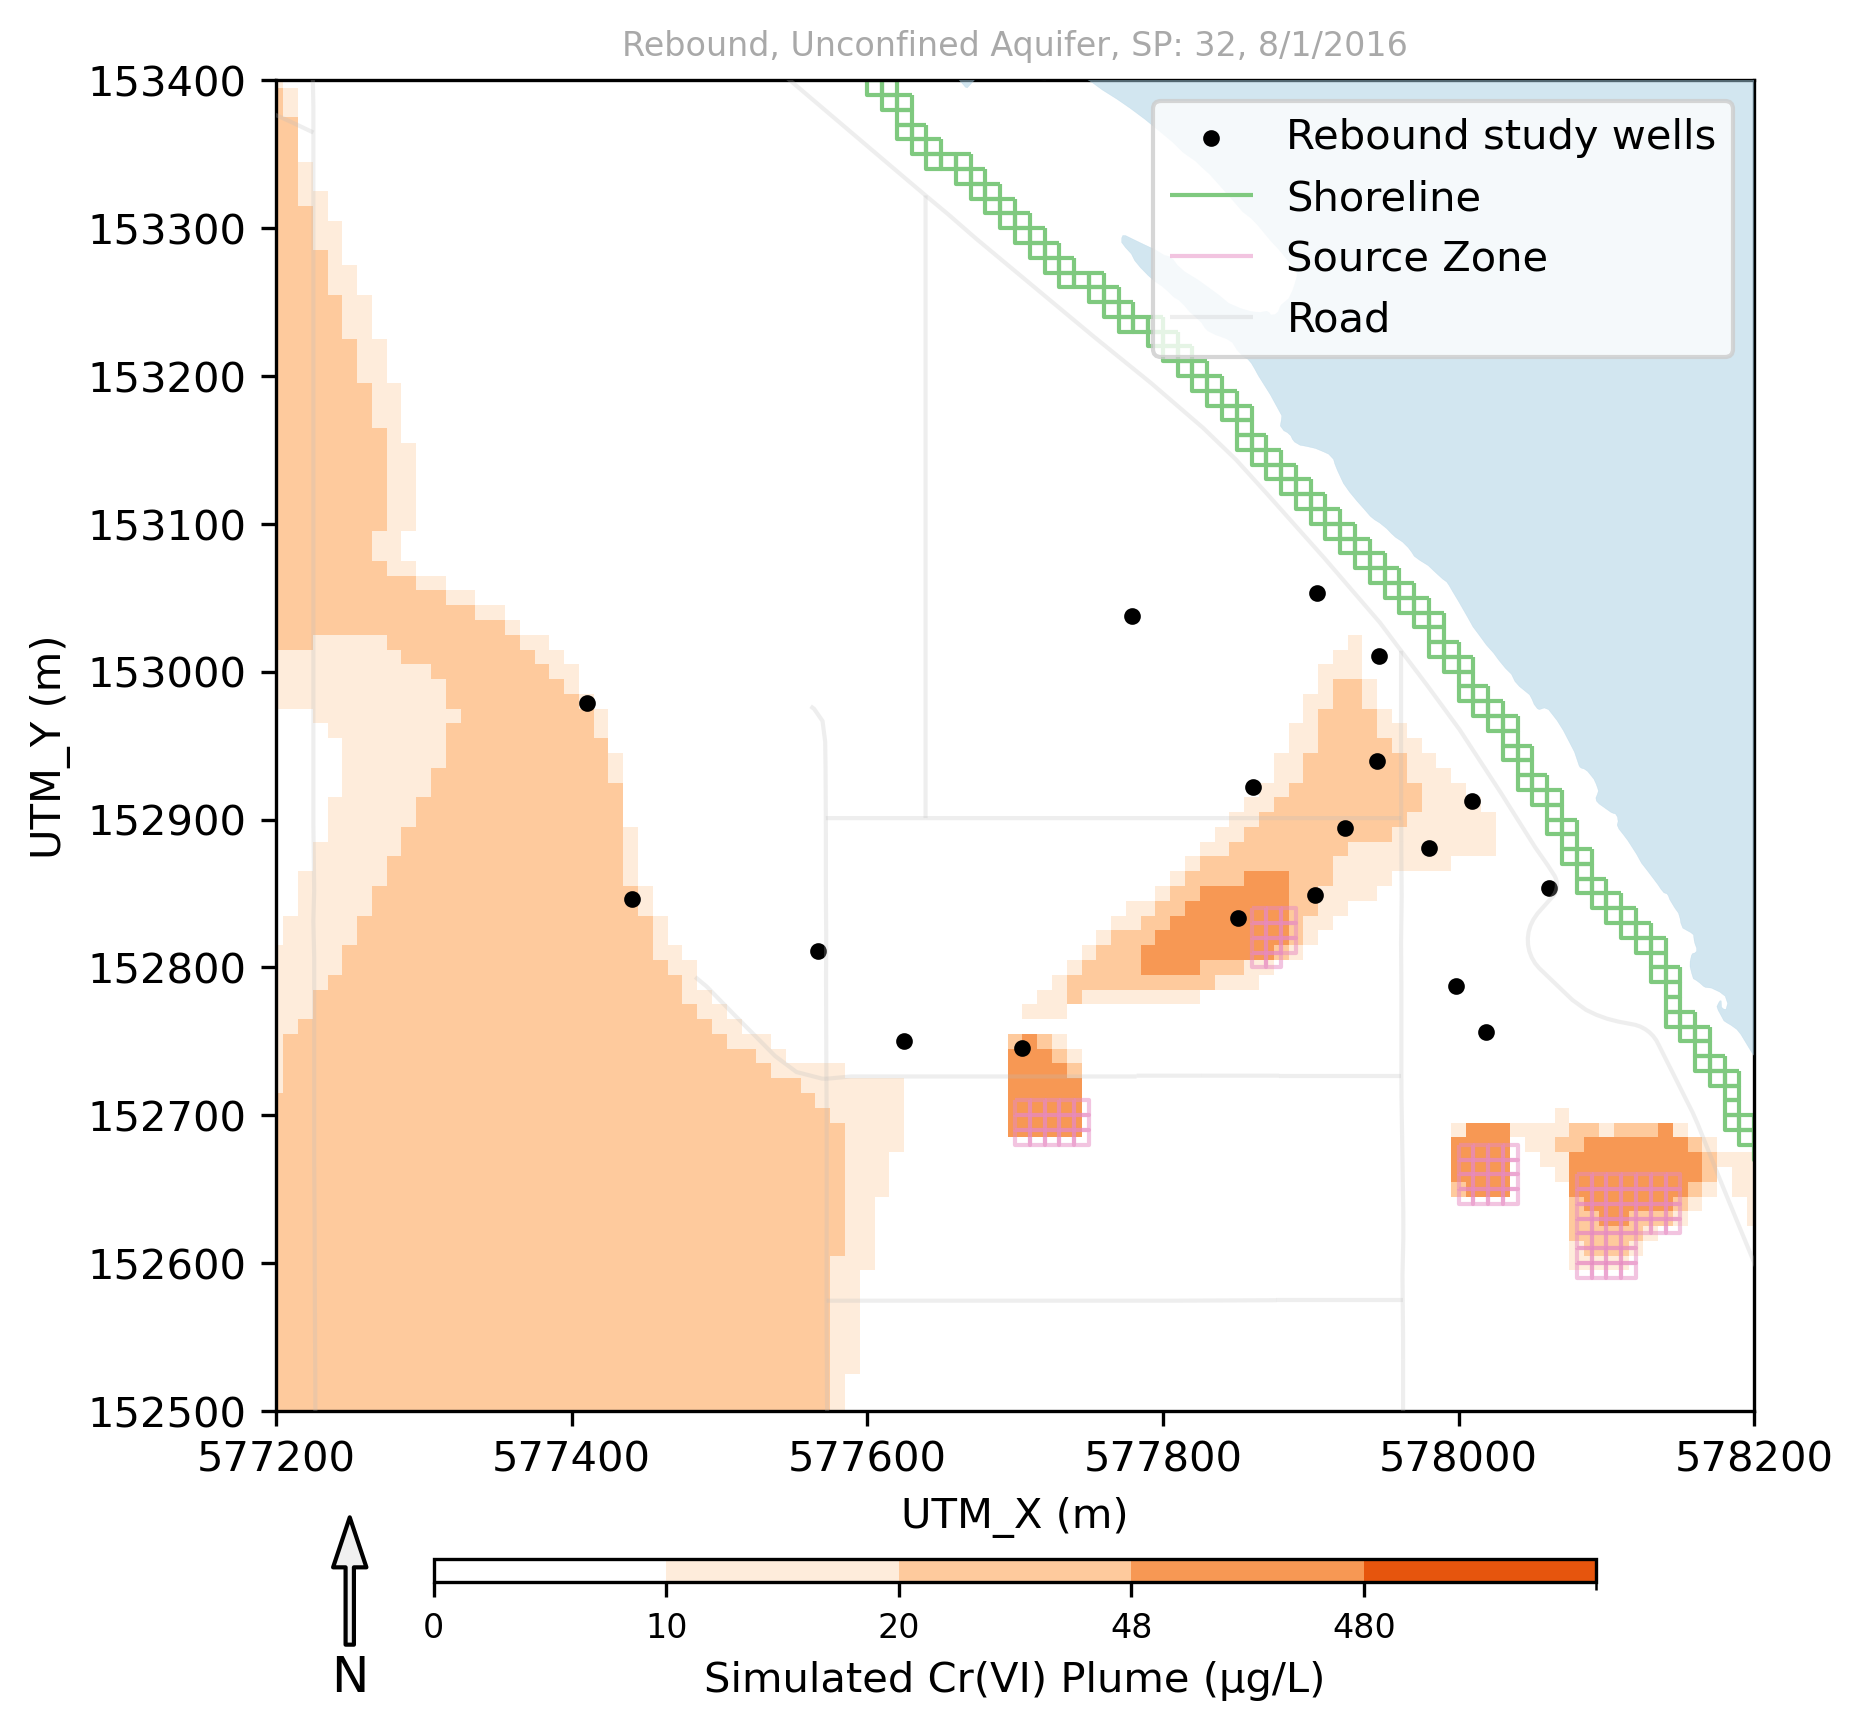 Rebound, Unconfined Aquifer, SP: 32, 8/1/2016
153400
153300
153200
153100
153000
152900
152800
152700
152600
152500
UTM_Y (m)
Rebound study wells
Shoreline
Source Zone
Road
577200 577400 577600 577800 578000 578200
UTM_X (m)
0 10 20 48 480
N
Simulated Cr(VI) Plume (μg/L)